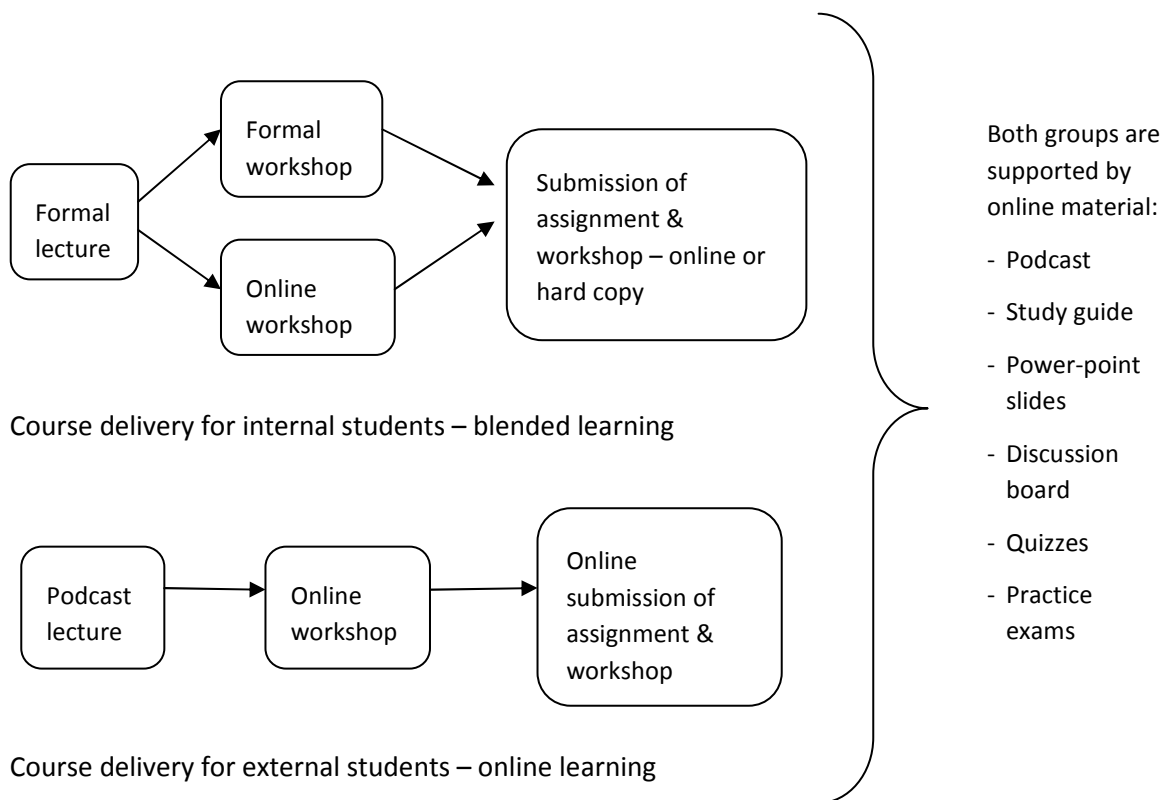 Formal
lecture
Formal
workshop
Online
workshop
Submission of
assignment &
workshop – online or
hard copy
Course delivery for internal students – blended learning
Podcast
lecture
Online
workshop
Online
submission of
assignment &
workshop
Course delivery for external students – online learning
Both groups are
supported by
online material:
- Podcast
- Study guide
- Power-point
slides
- Discussion
board
- Quizzes
- Practice
exams